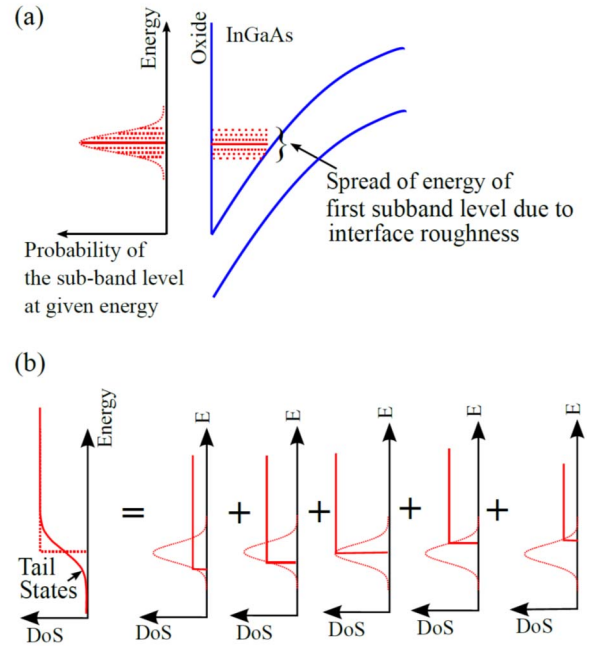 (a)
Energy
Oxide
InGaAs
}
Spread of energy of
first subband level due to
interface roughness
Probability of
the sub-band level
at given energy
(b)
Energy
E
E
E
E
E
=
+
+
+
+
Tail
States
DoS
DoS
DoS
DoS
DoS
DoS